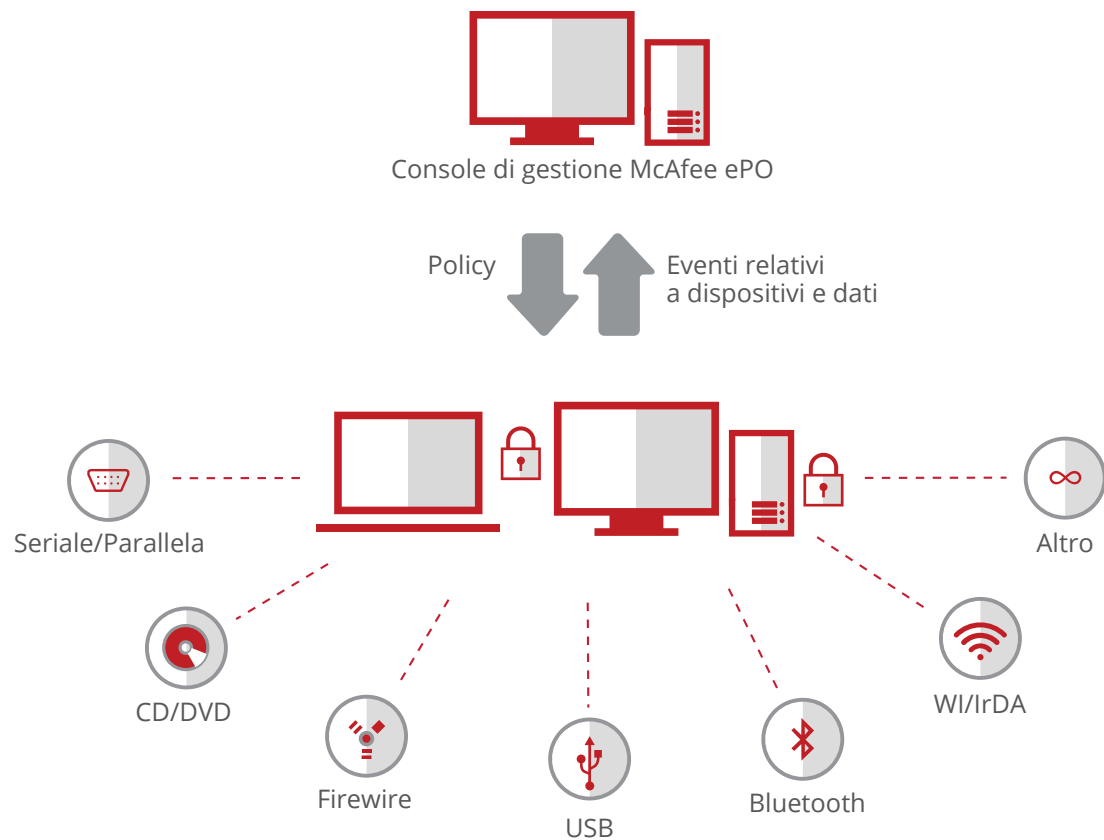 Console di gestione McAfee ePO
Policy
Eventi relativi
a dispositivi e dati
Seriale/Parallela
Altro
CD/DVD
WI/IrDA
Firewire
Bluetooth
USB